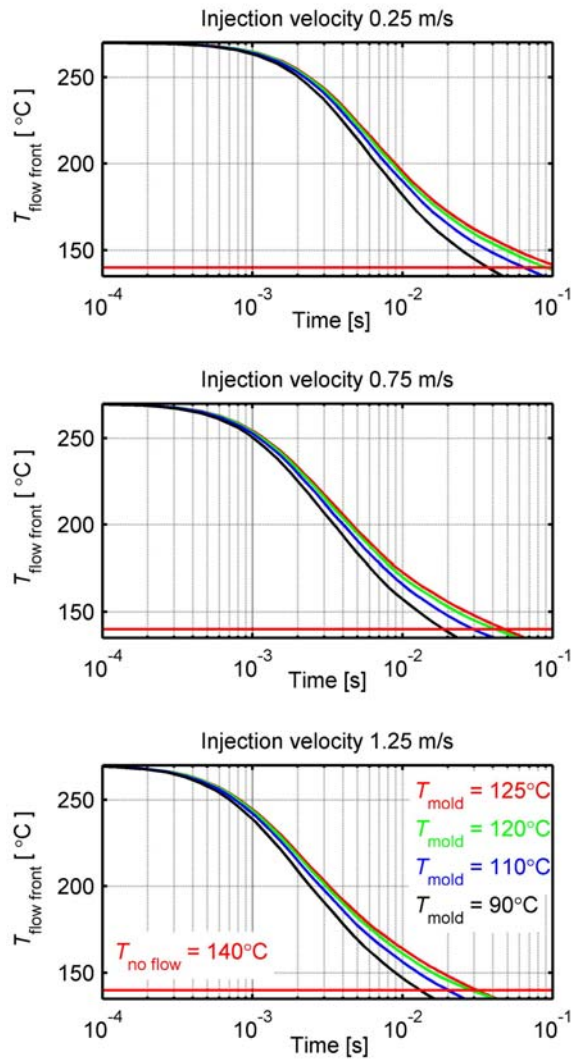 Injection velocity 0.25 m/s
250
200
150
T flow front [ °C]
10-4
10-3
10-2
10-1
Time [s]
Injection velocity 0.75 m/s
250
200
150
T flow front [ °C]
10-4
10-3
10-2
10-1
Time [s]
Injection velocity 1.25 m/s
250
200
150
T flow front [ °C]
T mold = 125°C
T mold = 120°C
T mold = 110°C
T mold = 90°C
T no flow = 140°C
10-4
10-3
10-2
10-1
Time [s]